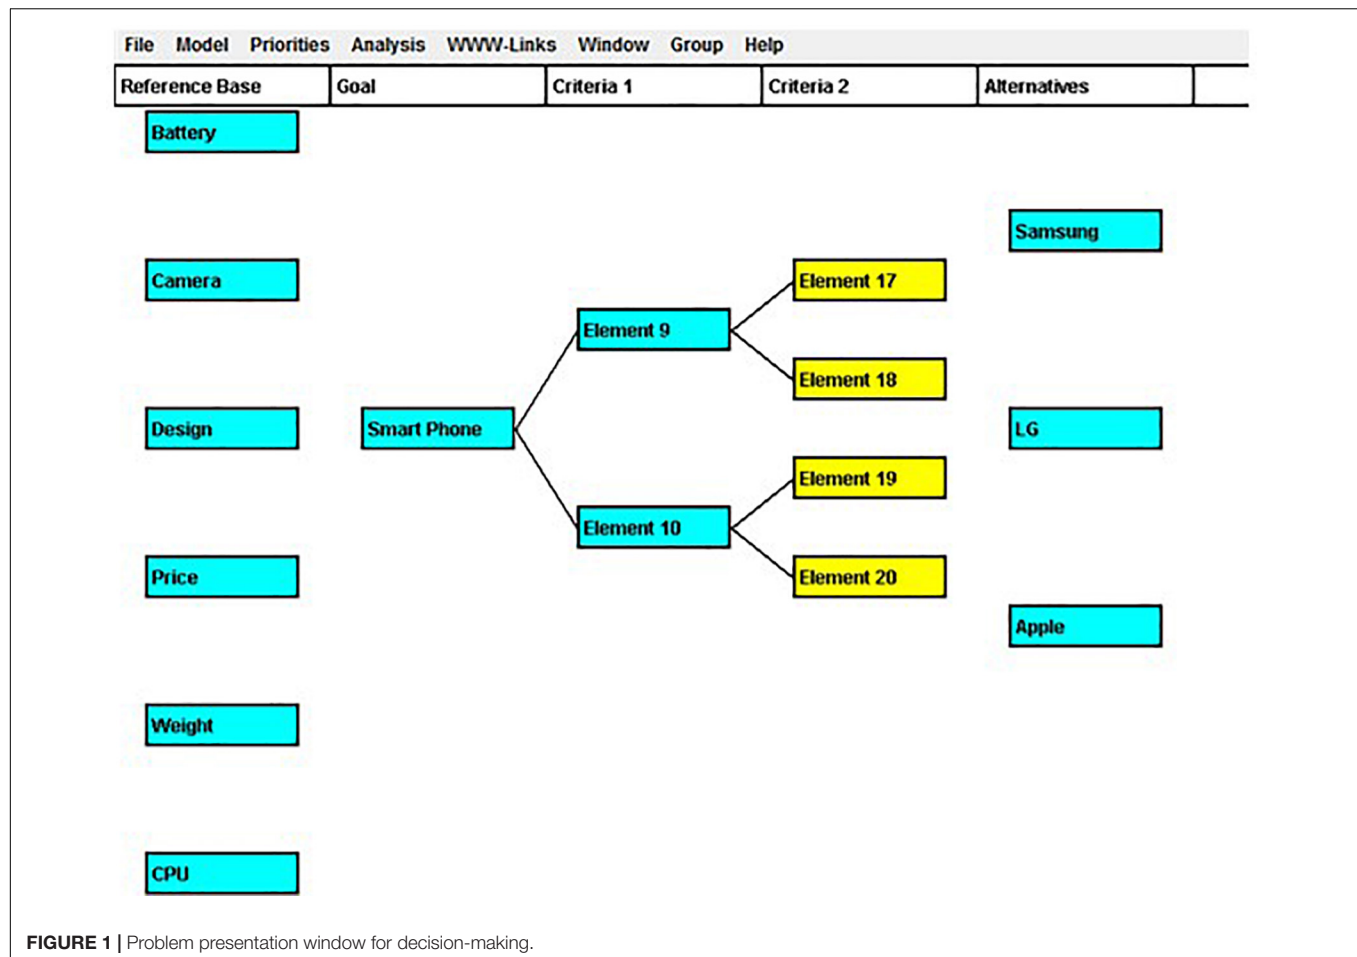 File Model Priorities Analysis WWW-Links Window Group Help
Reference Base Goal Criteria 1 Criteria 2 Alternatives
Battery
Samsung
Camera
Element 17
Element 9
Element 18
Design
Smart Phone
LG
Element 19
Element 10
Price
Element 20
Apple
Weight
CPU
FIGURE 1 | Problem presentation window for decision-making.